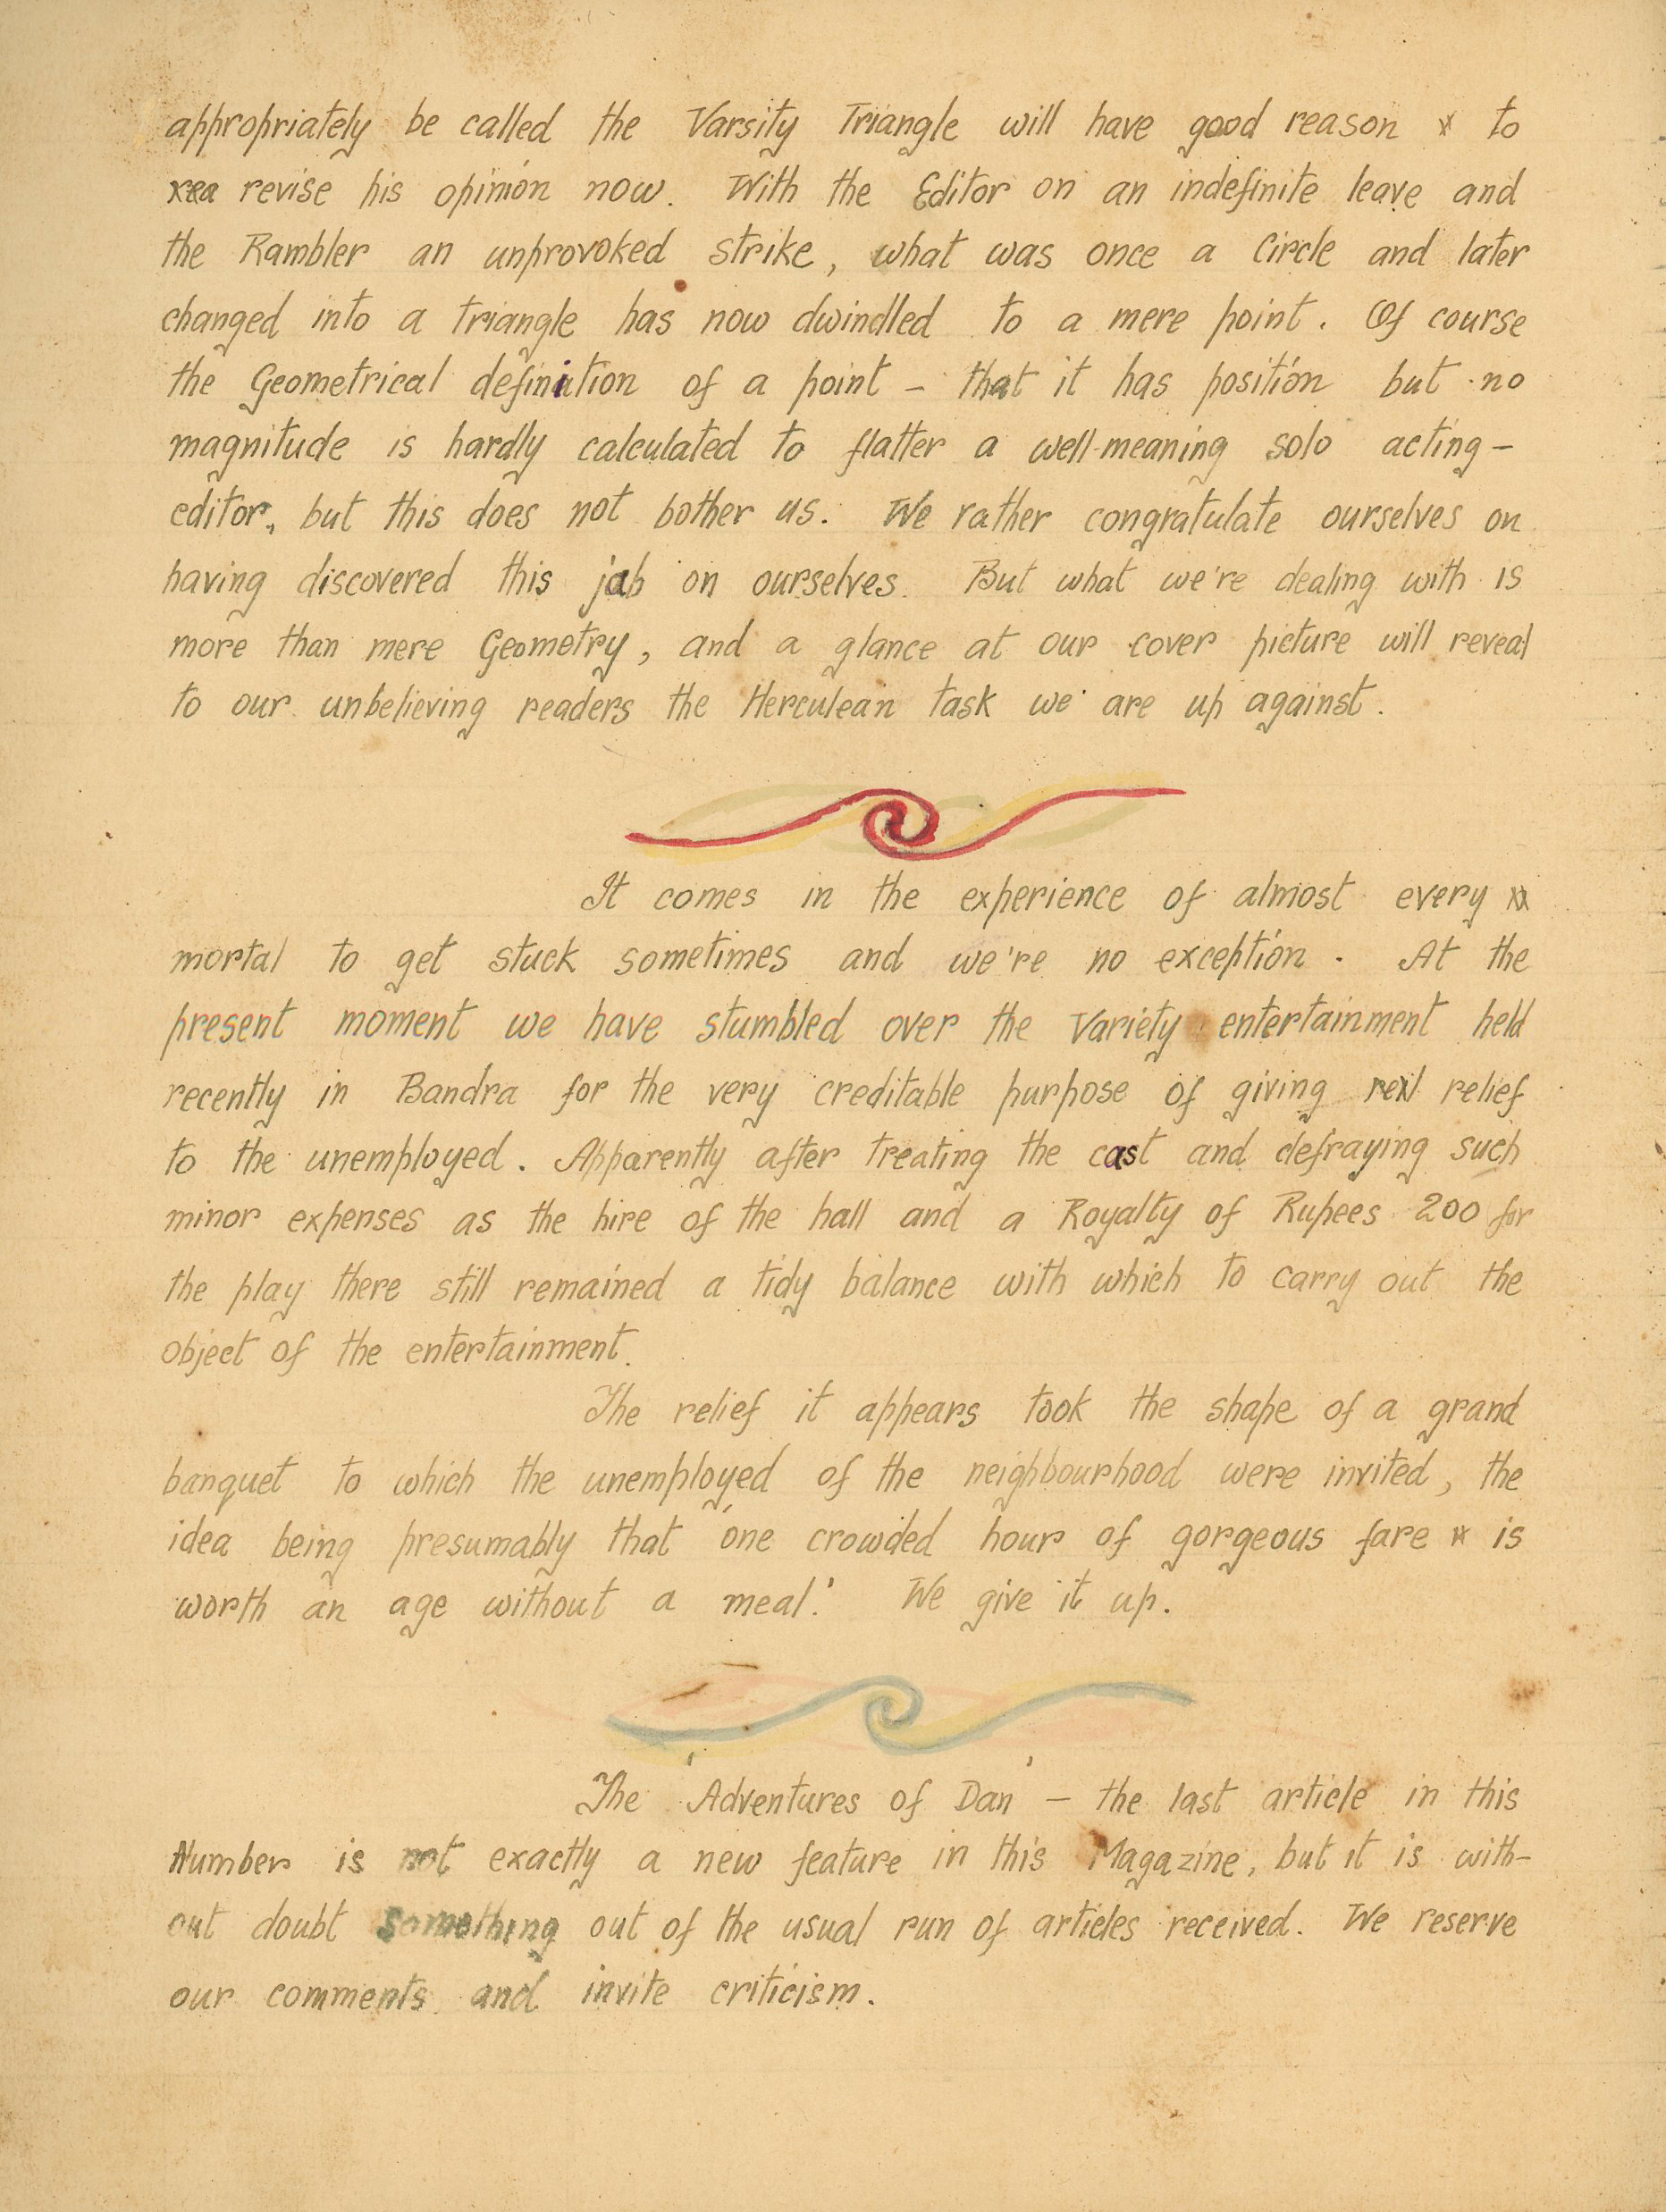 appropriately be called the Varsity Triangle will have good reason to
rea revise his opinion now. With the Editor on an indefinite leave and
the Rambler an unprovoked strike, what was once a Circle and later
changed into a triangle has now dwindled to a mere point. Of course
the Geometrical definition of a point - that it has position but no
magnitude is hardly calculated to flatter a well-meaning solo acting-
editor, but this does not bother us. We rather congratulate ourselves on
having discovered this jab on ourselves. But what we're dealing with is
more than mere Geometry, and a glance at our cover picture will reveal
to our unbelieving readers the Herculean task we are up against.
It comes in the experience of almost every
mortal to get stuck sometimes and we're no exception. At the
present moment we have stumbled over the Variety entertainment held
recently in Bandra for the very creditable purpose of giving relief
to the unemployed. Apparently after treating the cast and defraying such
minor expenses as the hire of the hall and a Royalty of Rupees 200 for
the play there still remained a tidy balance with which to carry out the
object of the entertainment.
The relief it appears took the shape of a grand
banquet to which the unemployed of the neighbourhood were invited, the
idea being presumably that 'one crowded hour of gorgeous fare is
worth an age without a meal.' We give it up.
The 'Adventures of Dan' - the last article in this
Number is not exactly a new feature in this Magazine, but it is with-
out doubt something out of the usual run of articles received. We reserve
our comments and invite criticism.